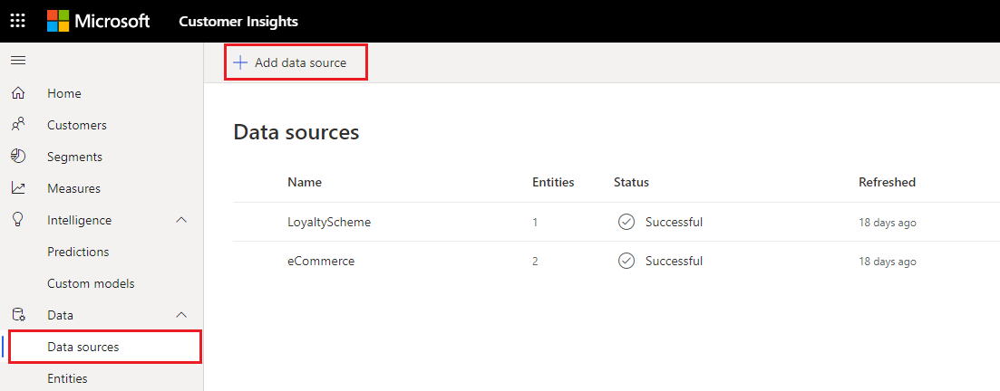 Microsoft Customer Insights
Add data source
Home
Customers
Segments
Measures
Intelligence
Predictions
Custom models
Data
Data sources
Entities
Data sources
Name Entities Status Refreshed
LoyaltyScheme 1 Successful 18 days ago
eCommerce 2 Successful 18 days ago